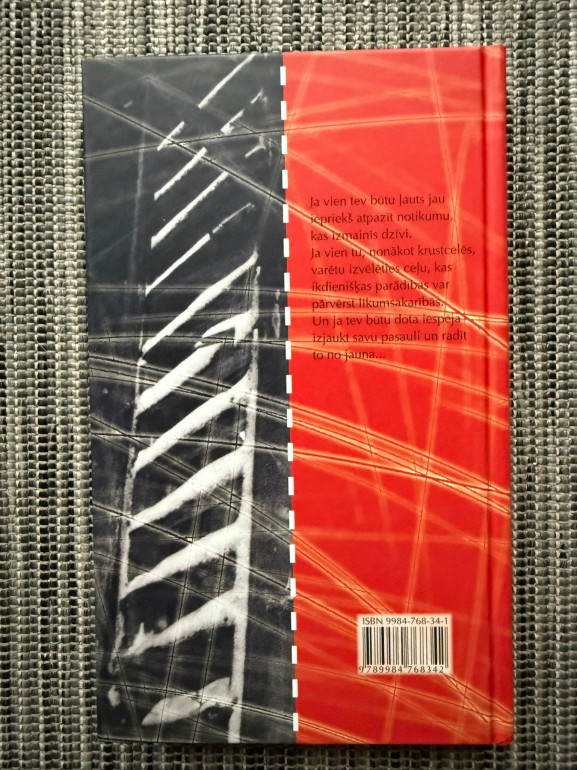 Ja vien tev būtu ļauts jau
iepriekš atpazīt notikumu,
kas izmainīs dzīvi.
Ja vien tu, nonākot krustcelēs,
varētu izvēlēties ceļu, kas
ikdienišķas parādības var
pārvērst likumsakarībās.
Un ja tev būtu dota iespēja
izjaukt savu pasauli un radīt
to no jauna...
ISBN 9984-768-34-1
9789984768342